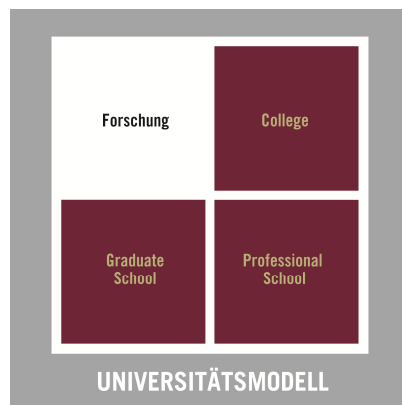 Forschung
College
Graduate
School
Professional
School
UNIVERSITÄTSMODELL